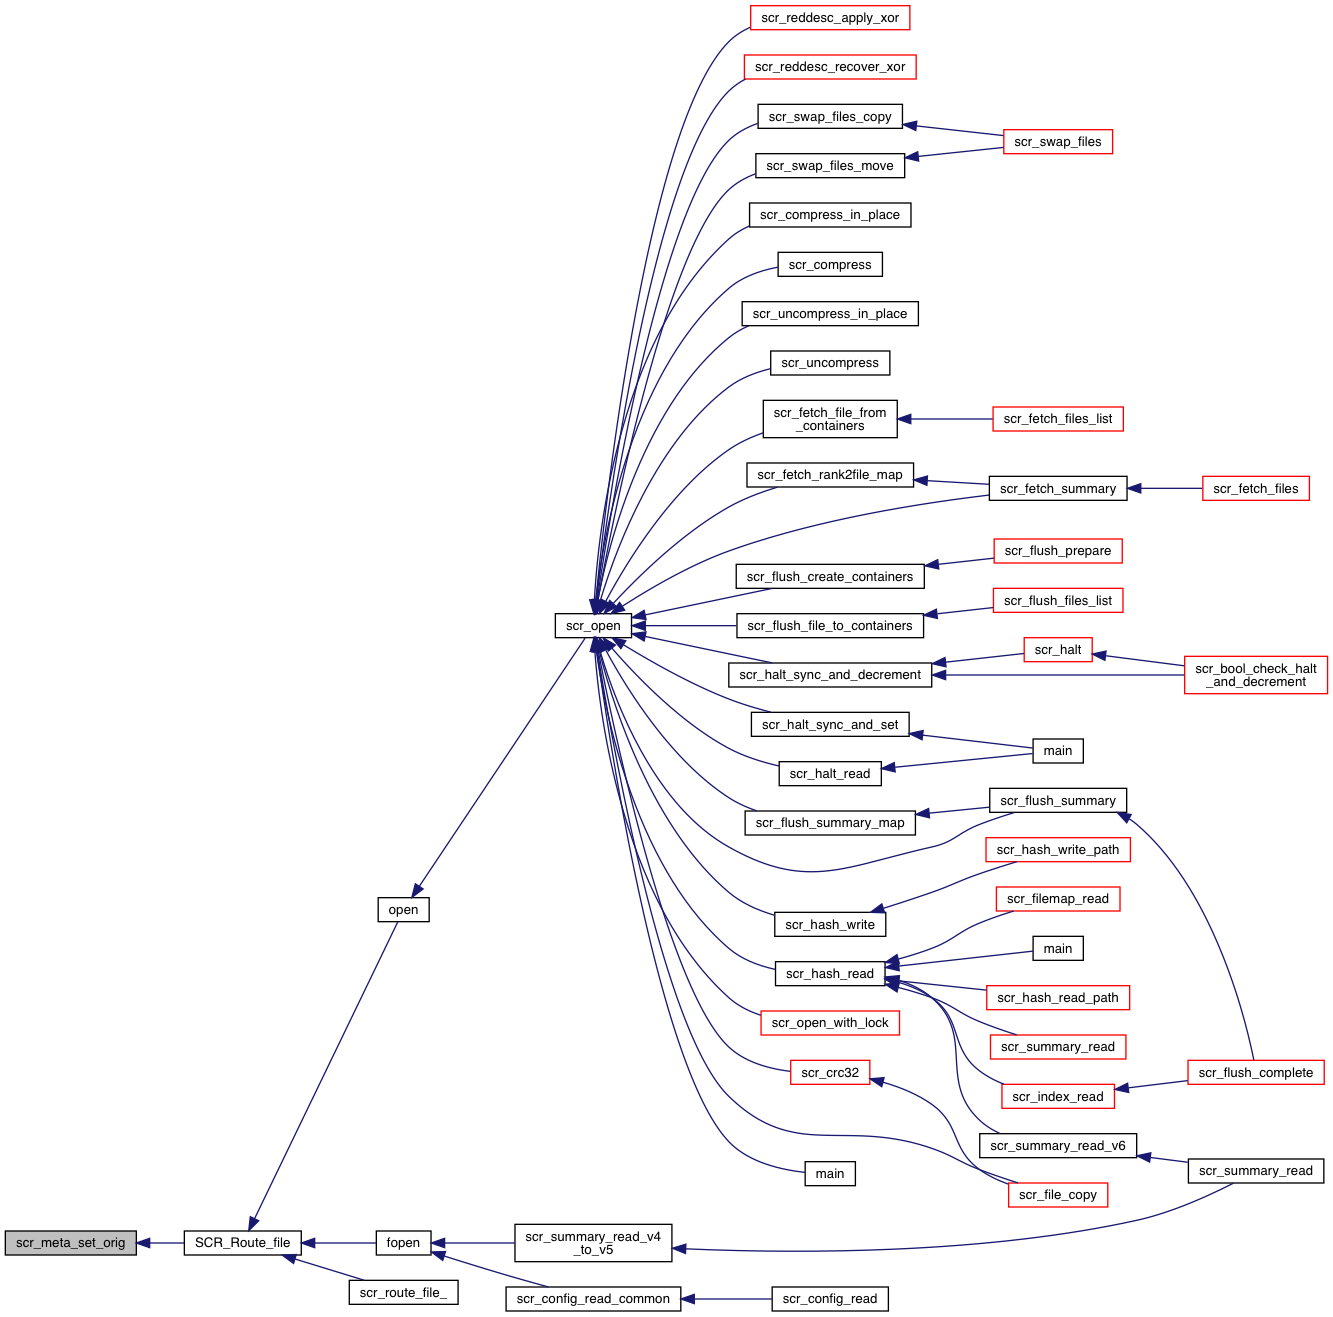 scr_reddesc_apply_xor
scr_reddesc_recover_xor
scr_swap_files_copy
scr_swap_files
scr_swap_files_move
scr_compress_in_place
scr_compress
scr_uncompress_in_place
scr_uncompress
scr_fetch_file_from
_containers
scr_fetch_files_list
scr_fetch_rank2file_map
scr_fetch_summary
scr_fetch_files
scr_flush_prepare
scr_flush_create_containers
scr_flush_files_list
scr_open
scr_flush_file_to_containers
scr_halt
scr_halt_sync_and_decrement
scr_bool_check_halt
_and_decrement
scr_halt_sync_and_set
main
scr_halt_read
scr_flush_summary
scr_flush_summary_map
scr_hash_write_path
scr_filemap_read
open
scr_hash_write
main
scr_hash_read
scr_hash_read_path
scr_open_with_lock
scr_summary_read
scr_crc32
scr_flush_complete
scr_index_read
scr_summary_read_v6
main
scr_summary_read
scr_file_copy
scr_meta_set_orig
SCR_Route_file
fopen
scr_summary_read_v4
_to_v5
scr_route_file_
scr_config_read_common
scr_config_read